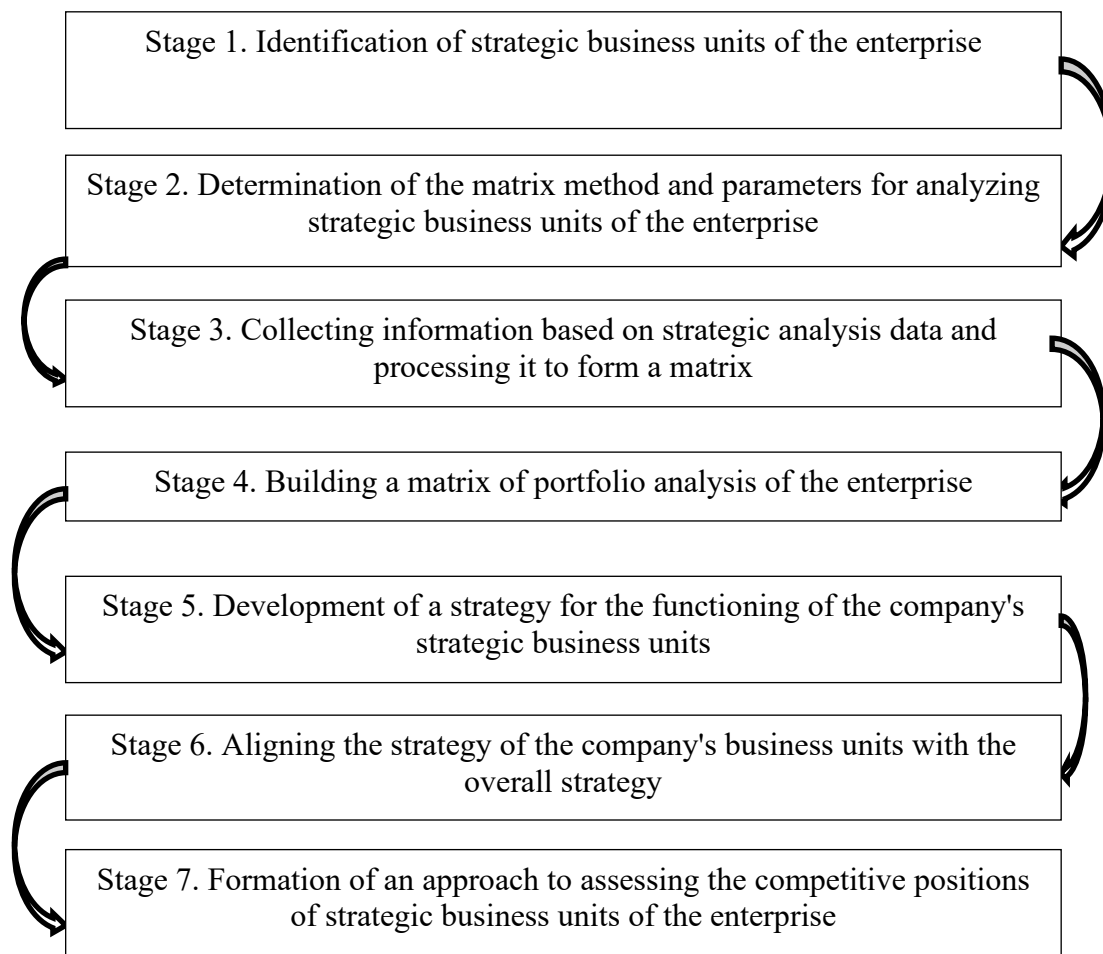 Stage 1. Identification of strategic business units of the enterprise
Stage 2. Determination of the matrix method and parameters for analyzing
strategic business units of the enterprise
Stage 3. Collecting information based on strategic analysis data and
processing it to form a matrix
Stage 4. Building a matrix of portfolio analysis of the enterprise
Stage 5. Development of a strategy for the functioning of the company's
strategic business units
Stage 6. Aligning the strategy of the company's business units with the
overall strategy
Stage 7. Formation of an approach to assessing the competitive positions
of strategic business units of the enterprise